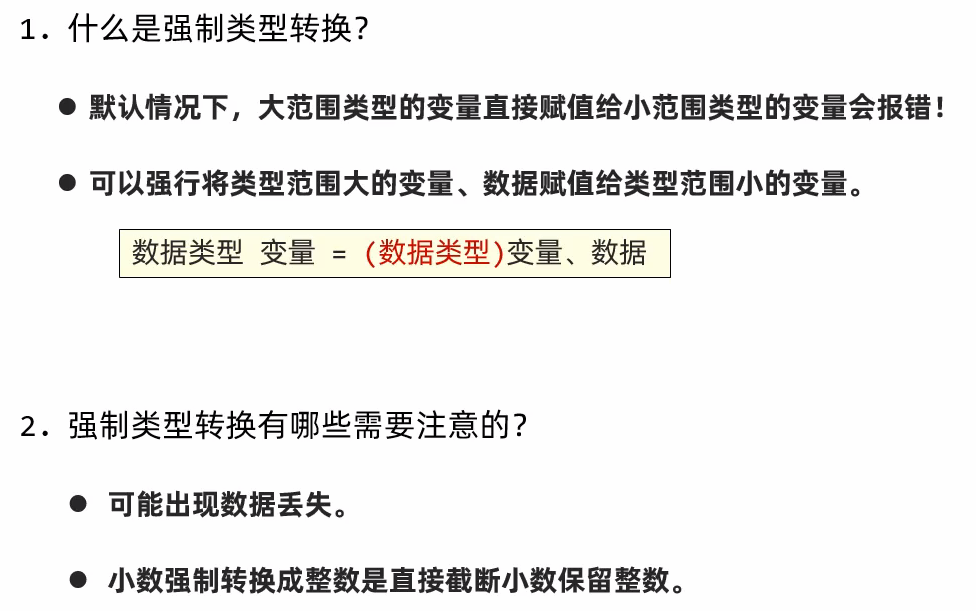 1. 什么是强制类型转换?
● 默认情况下，大范围类型的变量直接赋值给小范围类型的变量会报错！
● 可以强行将类型范围大的变量、数据赋值给类型范围小的变量。
数据类型 变量 = (数据类型)变量、数据
2. 强制类型转换有哪些需要注意的?
● 可能出现数据丢失。
● 小数强制转换成整数是直接截断小数保留整数。